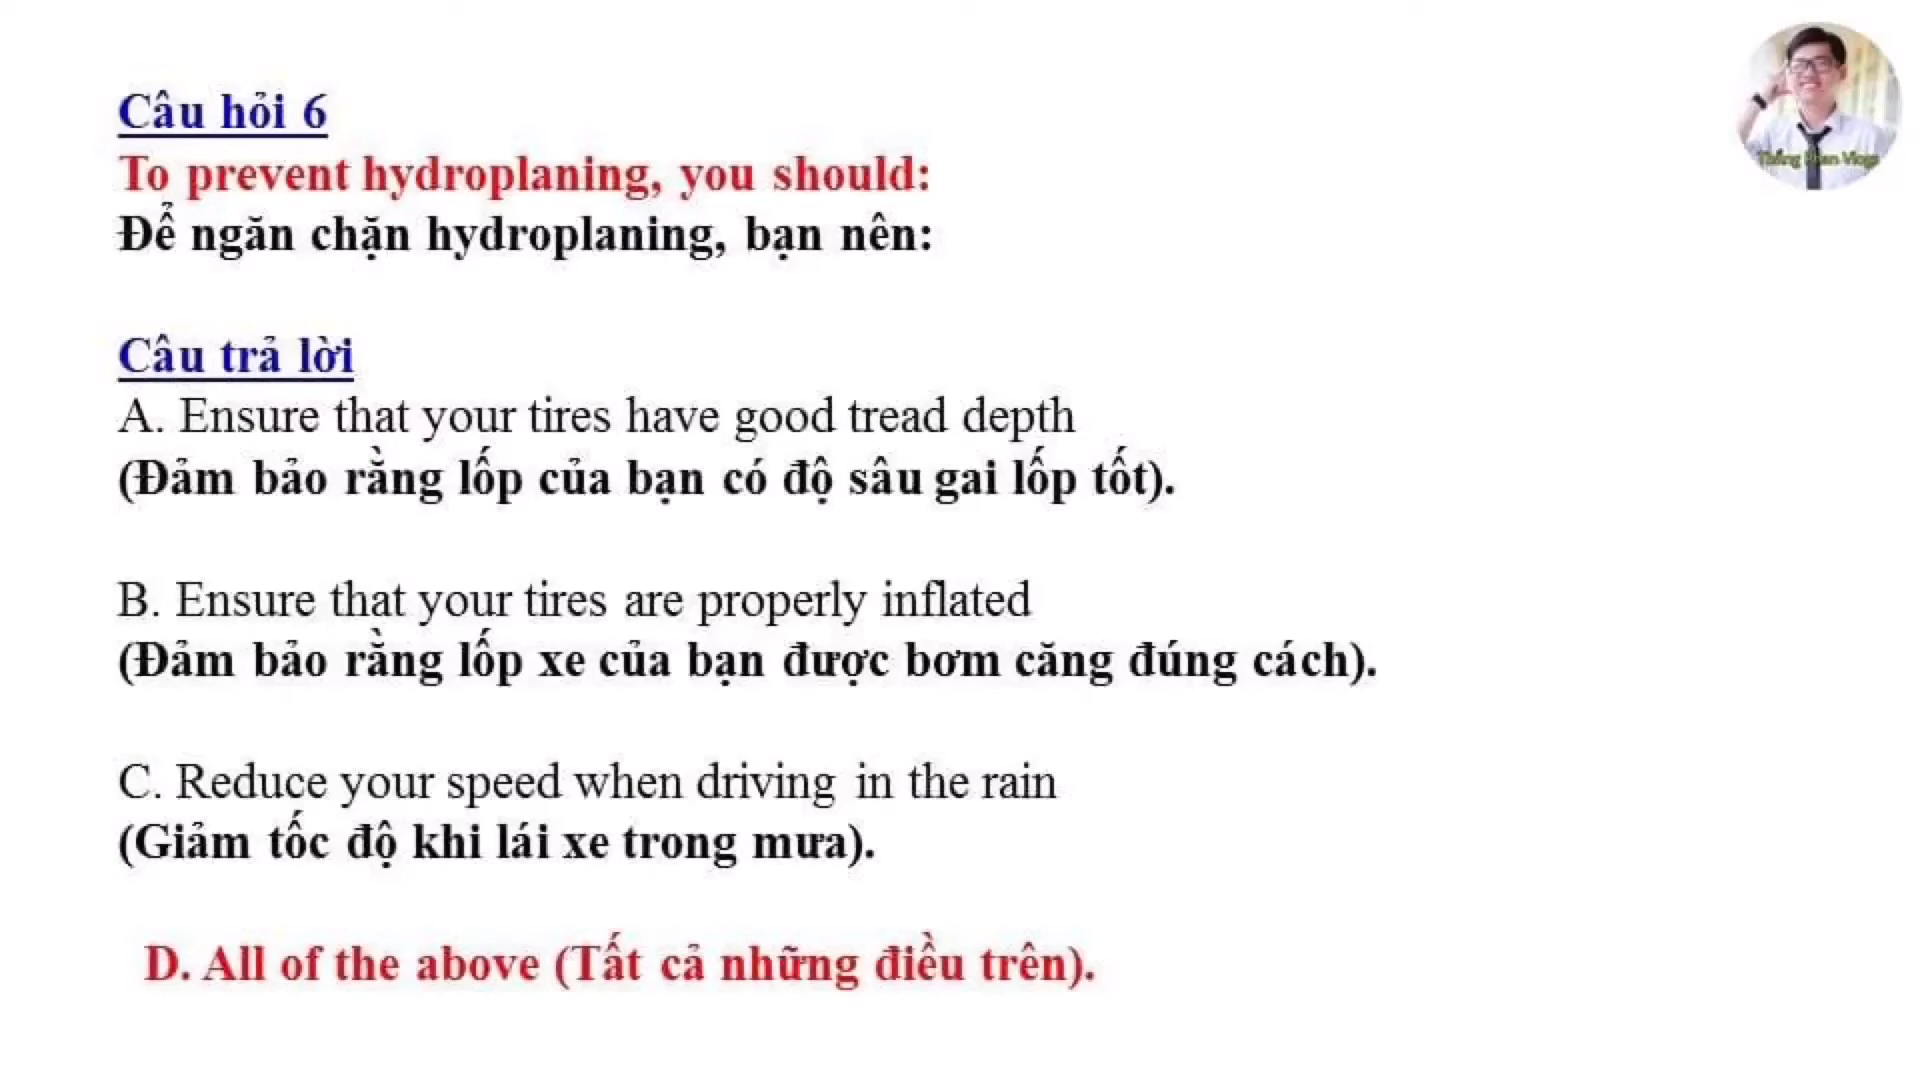 Câu hỏi 6
To prevent hydroplaning, you should:
Để ngăn chặn hydroplaning, bạn nên:
Câu trả lời
A. Ensure that your tires have good tread depth
(Đảm bảo rằng lốp của bạn có độ sâu gai lốp tốt).
B. Ensure that your tires are properly inflated
(Đảm bảo rằng lốp xe của bạn được bơm căng đúng cách).
C. Reduce your speed when driving in the rain
(Giảm tốc độ khi lái xe trong mưa).
D. All of the above (Tất cả những điều trên).